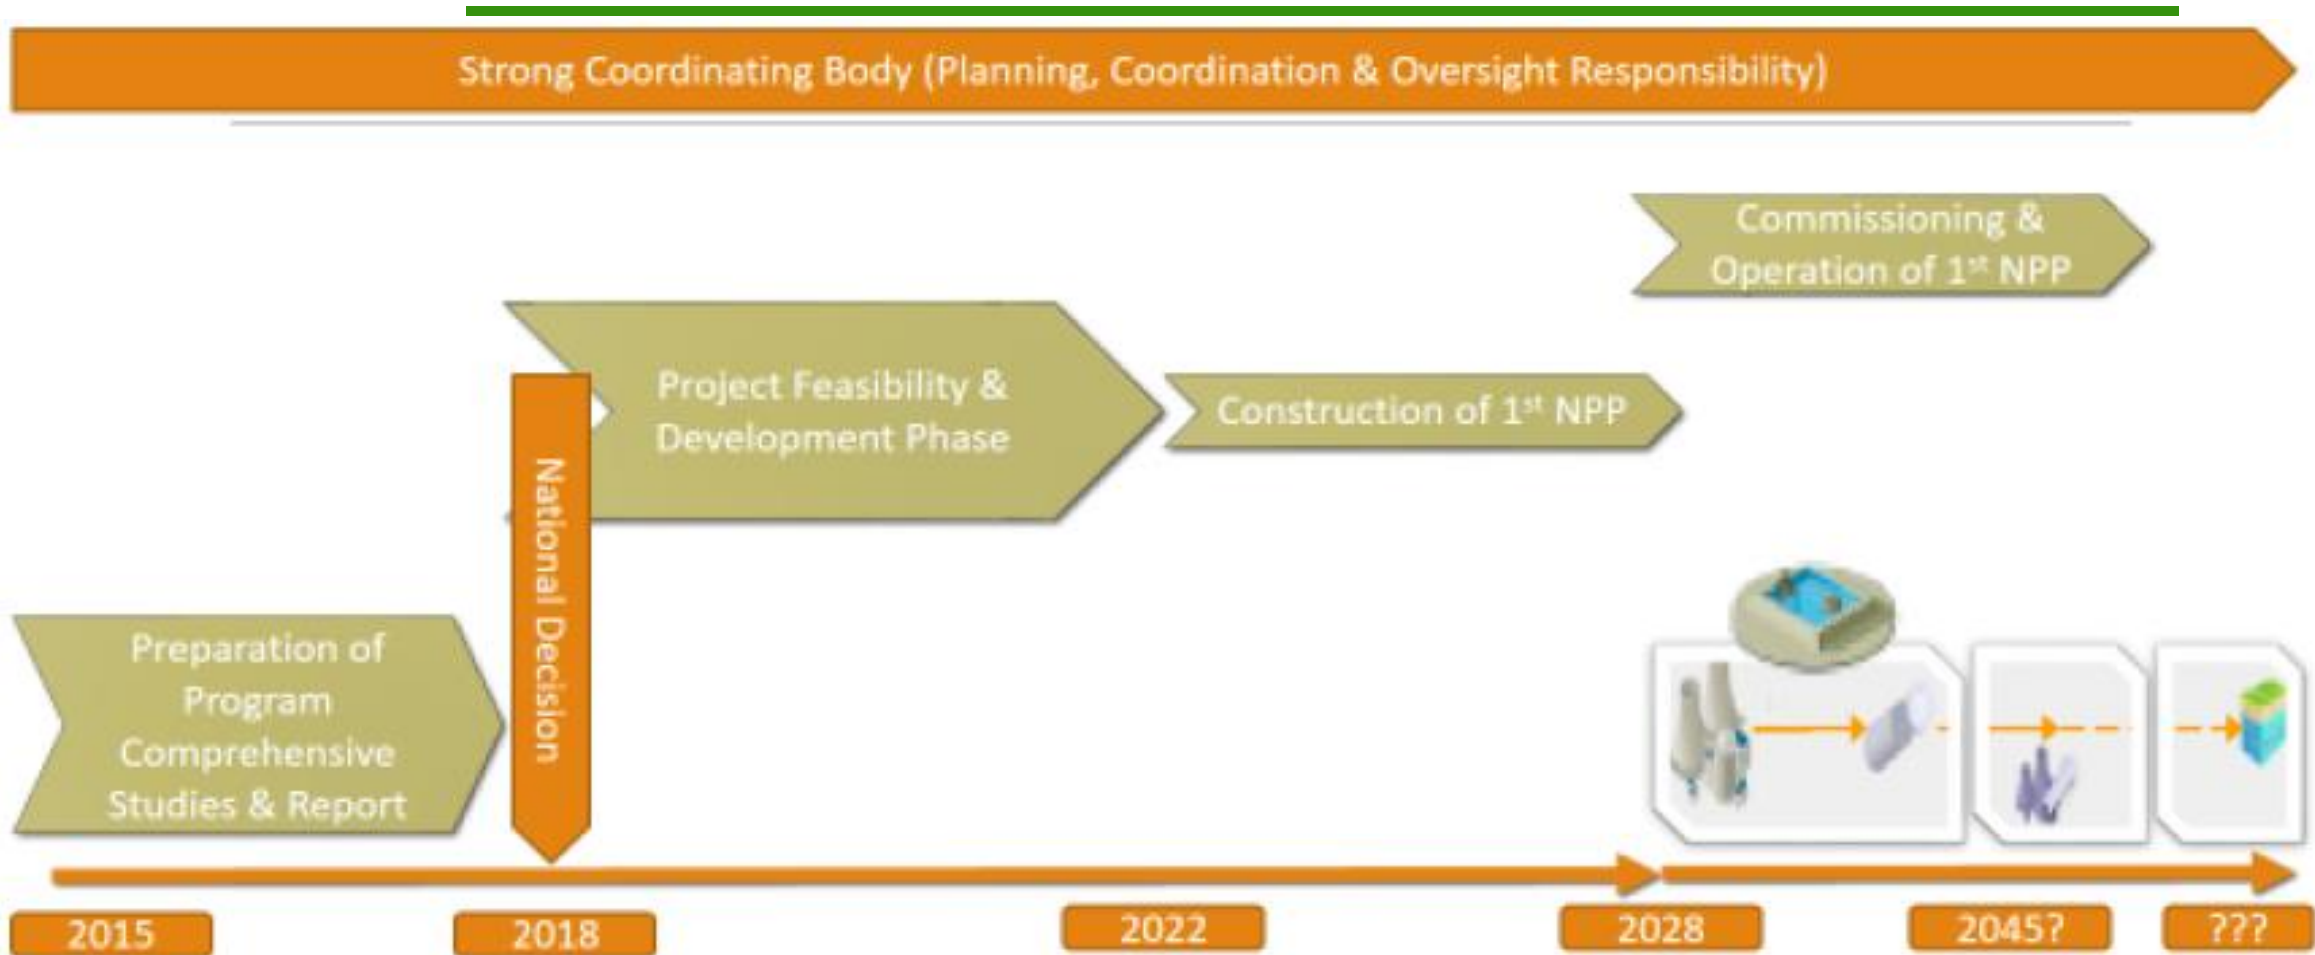 Strong Coordinating Body (Planning, Coordination & Oversight Responsibility)
Commissioning &
Operation of 1st NPP
Project Feasibility &
Development Phase
Construction of 1st NPP
National Decision
Preparation of
Program
Comprehensive
Studies & Report
2015
2018
2022
2028
2045?
???